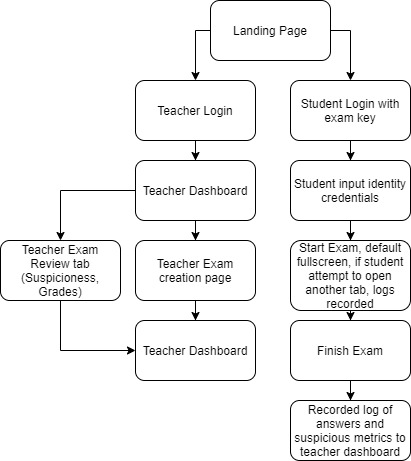 Landing Page
Teacher Login
Student Login with
exam key
Teacher Dashboard
Student input identity
credentials
Teacher Exam
Review tab
(Suspicioness,
Grades)
Teacher Exam
creation page
Start Exam, default
fullscreen, if student
attempt to open
another tab, logs
recorded
Teacher Dashboard
Finish Exam
Recorded log of
answers and
suspicious metrics to
teacher dashboard